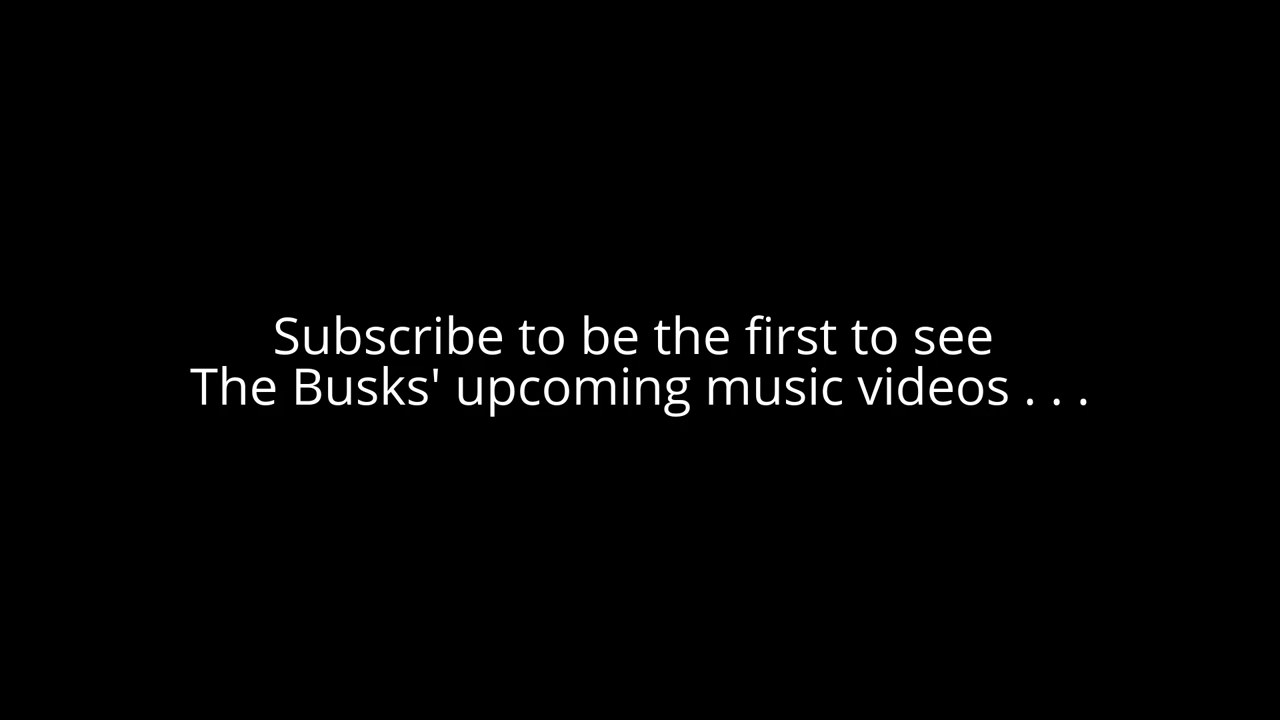 Subscribe to be the first to see
The Busks' upcoming music videos . . .